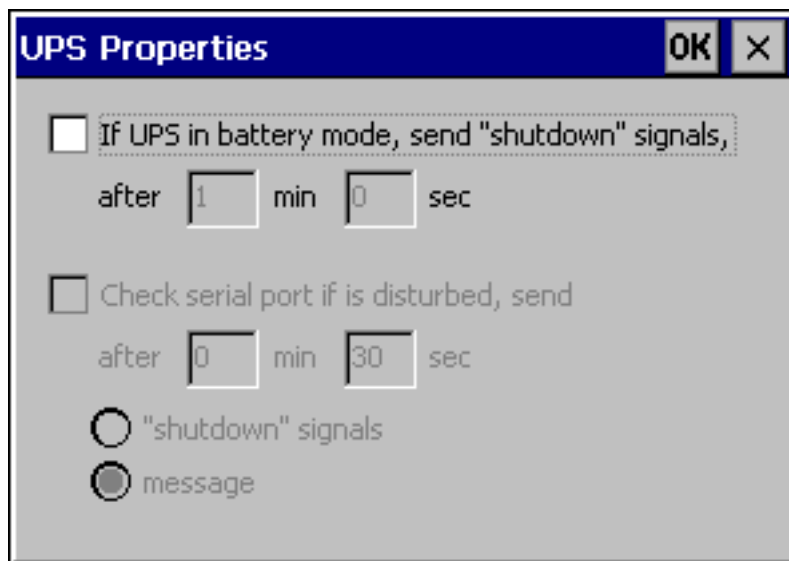 UPS Properties OK ×
If UPS in battery mode, send "shutdown" signals,
after 1 min 0 sec
Check serial port if is disturbed, send
after 0 min 30 sec
"shutdown" signals
message